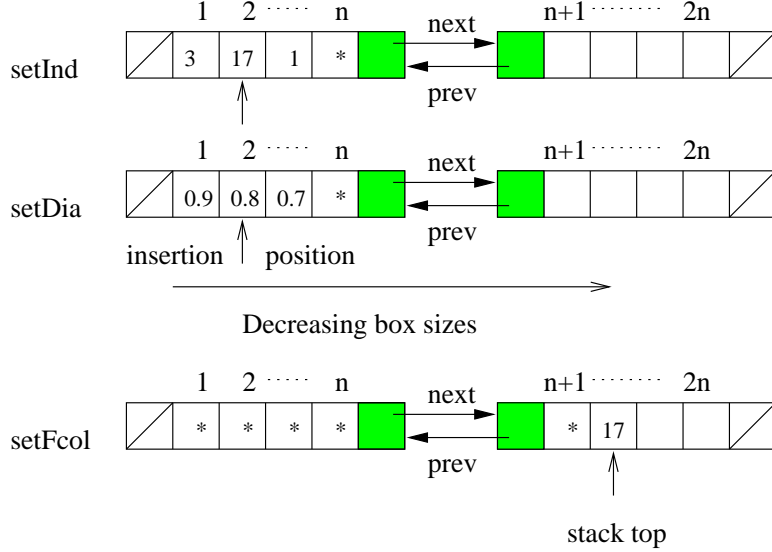 1 2 ..... n n+1 ........ 2n
setInd 3 17 1 * next prev
1 2 ..... n n+1 ........ 2n
setDia 0.9 0.8 0.7 * next prev
insertion position
Decreasing box sizes
1 2 ..... n n+1 ........ 2n
setFcol * * * * next prev * 17
stack top